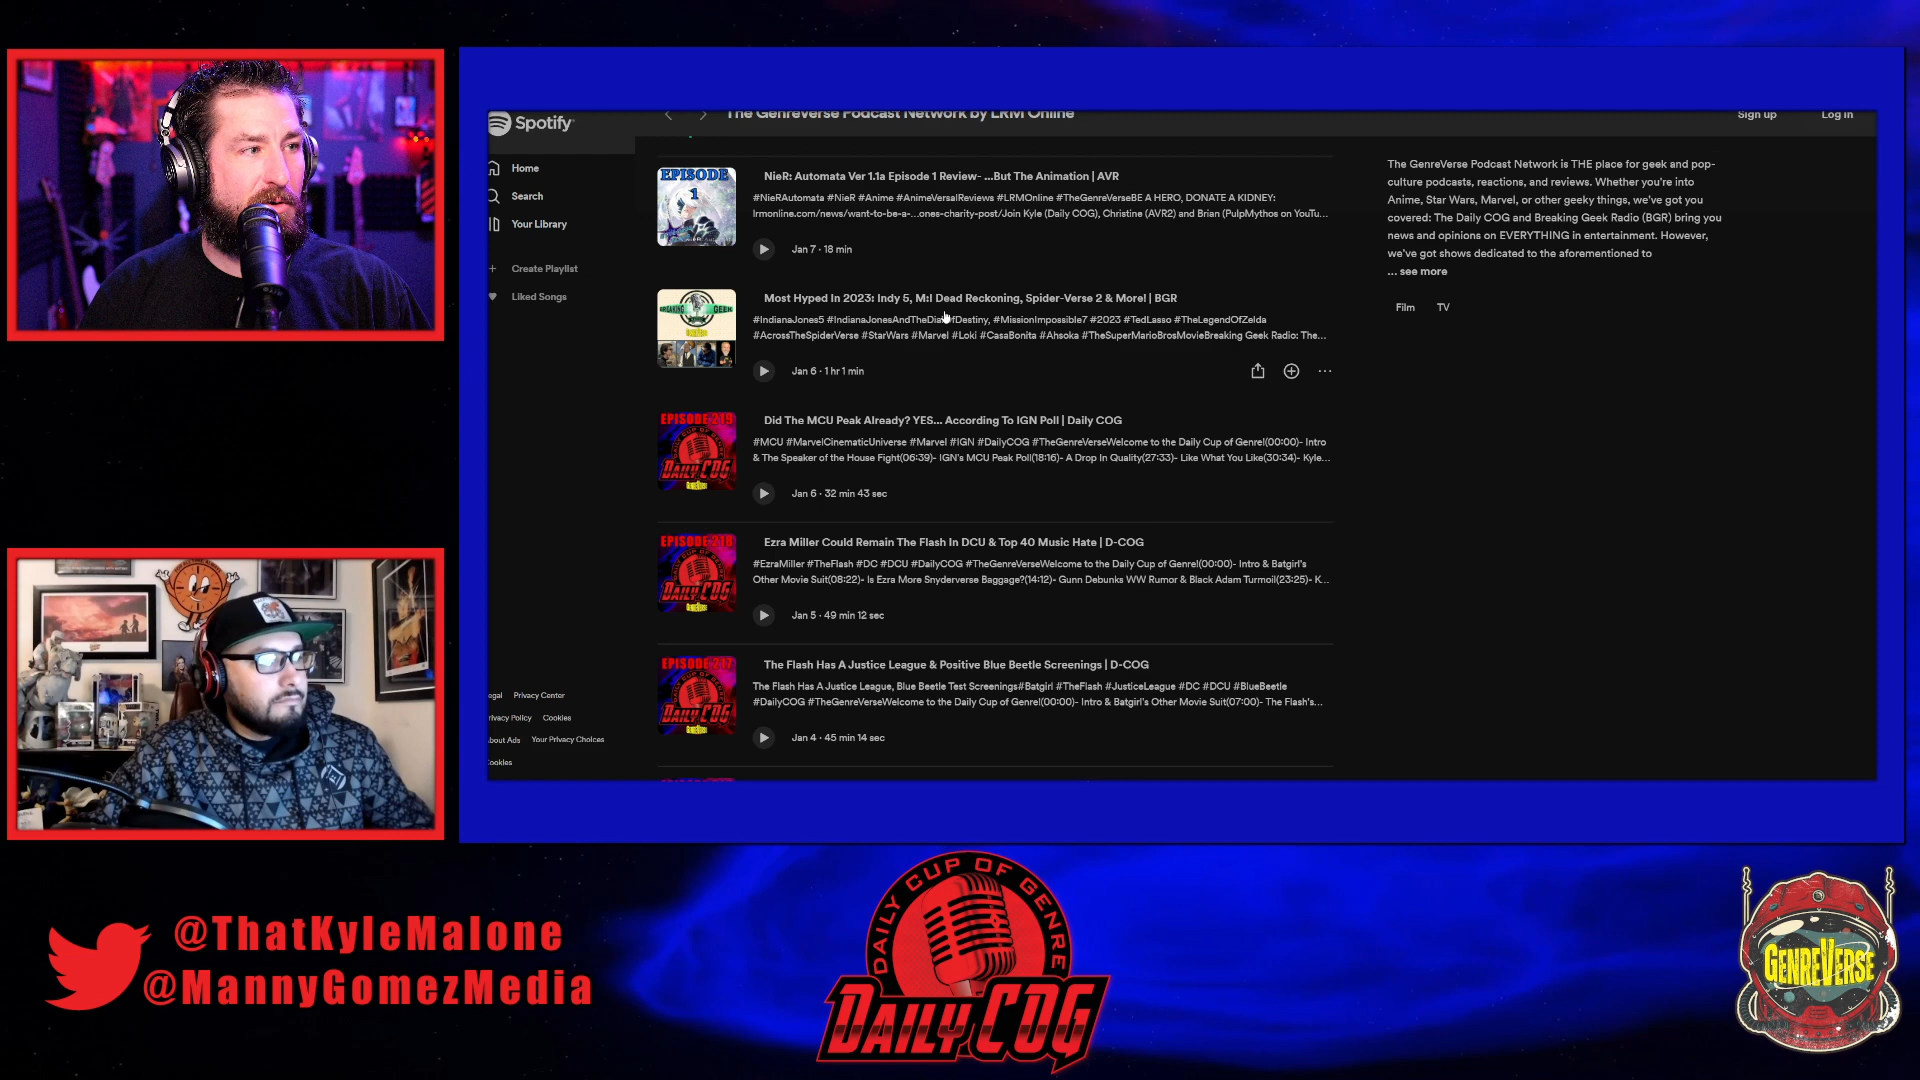 Spotify
Home
Search
Your Library
Create Playlist
Liked Songs
Privacy Center
Cookies
Your Privacy Choices
The GenreVerse Podcast Network by LRM Online
Sign up
Log in
EPISODE
1
NieR: Automata Ver 1.1a Episode 1 Review- ...But The Animation | AVR
#NieRAutomata #NieR #Anime #AnimeVersalReviews #LRMOnline #TheGenreVerseBE A HERO, DONATE A KIDNEY:
lrmonline.com/news/want-to-be-a-...ones-charity-post/Join Kyle (Daily COG), Christine (AVR2) and Brian (PulpMythos on YouTu...
Jan 7 · 18 min
Most Hyped In 2023: Indy 5, M:I Dead Reckoning, Spider-Verse 2 & More! | BGR
#IndianaJones5 #IndianaJonesAndTheDialOfDestiny, #MissionImpossible7 #2023 #TedLasso #TheLegendOfZelda
#AcrossTheSpiderVerse #StarWars #Marvel #Loki #CasaBonita #Ahsoka #TheSuperMarioBrosMovieBreaking Geek Radio: The...
Jan 6 · 1 hr 1 min
EPISODE 219
DAILY COG
Did The MCU Peak Already? YES... According To IGN Poll | Daily COG
#MCU #MarvelCinematicUniverse #Marvel #IGN #DailyCOG #TheGenreVerseWelcome to the Daily Cup of Genre!(00:00)- Intro
& The Speaker of the House Fight(06:39)- IGN's MCU Peak Poll(18:16)- A Drop In Quality(27:33)- Like What You Like(30:34)- Kyle...
Jan 6 · 32 min 43 sec
EPISODE 218
DAILY COG
Ezra Miller Could Remain The Flash In DCU & Top 40 Music Hate | D-COG
#EzraMiller #TheFlash #DC #DCU #DailyCOG #TheGenreVerseWelcome to the Daily Cup of Genre!(00:00)- Intro & Batgirl's
Other Movie Suit(08:22)- Is Ezra More Snyderverse Baggage?(14:12)- Gunn Debunks WW Rumor & Black Adam Turmoil(23:25)- K...
Jan 5 · 49 min 12 sec
EPISODE 217
DAILY COG
The Flash Has A Justice League & Positive Blue Beetle Screenings | D-COG
The Flash Has A Justice League, Blue Beetle Test Screenings#Batgirl #TheFlash #JusticeLeague #DC #DCU #BlueBeetle
#DailyCOG #TheGenreVerseWelcome to the Daily Cup of Genre!(00:00)- Intro & Batgirl's Other Movie Suit(07:00)- The Flash's...
Jan 4 · 45 min 14 sec
The GenreVerse Podcast Network is THE place for geek and pop-
culture podcasts, reactions, and reviews. Whether you're into
Anime, Star Wars, Marvel, or other geeky things, we've got you
covered: The Daily COG and Breaking Geek Radio (BGR) bring you
news and opinions on EVERYTHING in entertainment. However,
we've got shows dedicated to the aforementioned to
... see more
Film
TV
@ThatKyleMalone
@MannyGomezMedia
DAILY CUP OF GENRE
DAILY COG
GENREVERSE